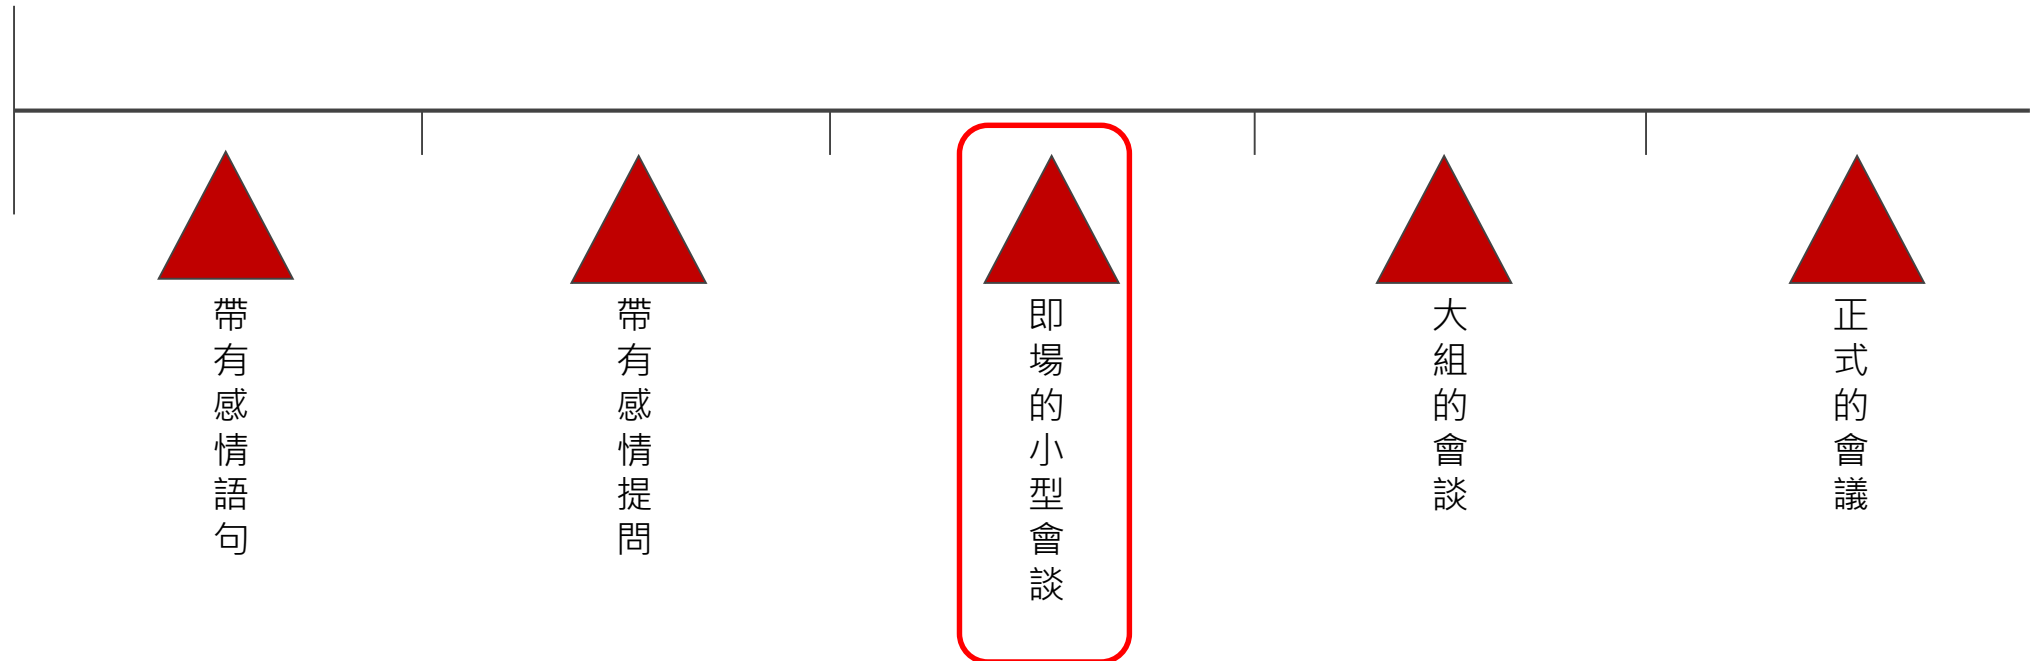 帶有感情語句
帶有感情提問
即場的小型會談
大組的會談
正式的會議